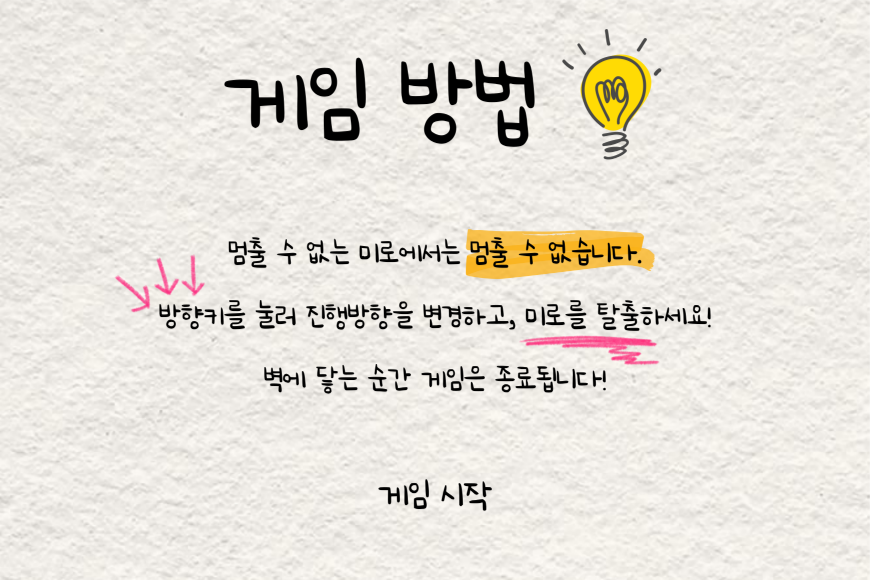 게임 방법
멈출 수 없는 미로에서는 멈출 수 없습니다.
방향키를 눌러 진행방향을 변경하고, 미로를 탈출하세요!
벽에 닿는 순간 게임은 종료됩니다!
게임 시작